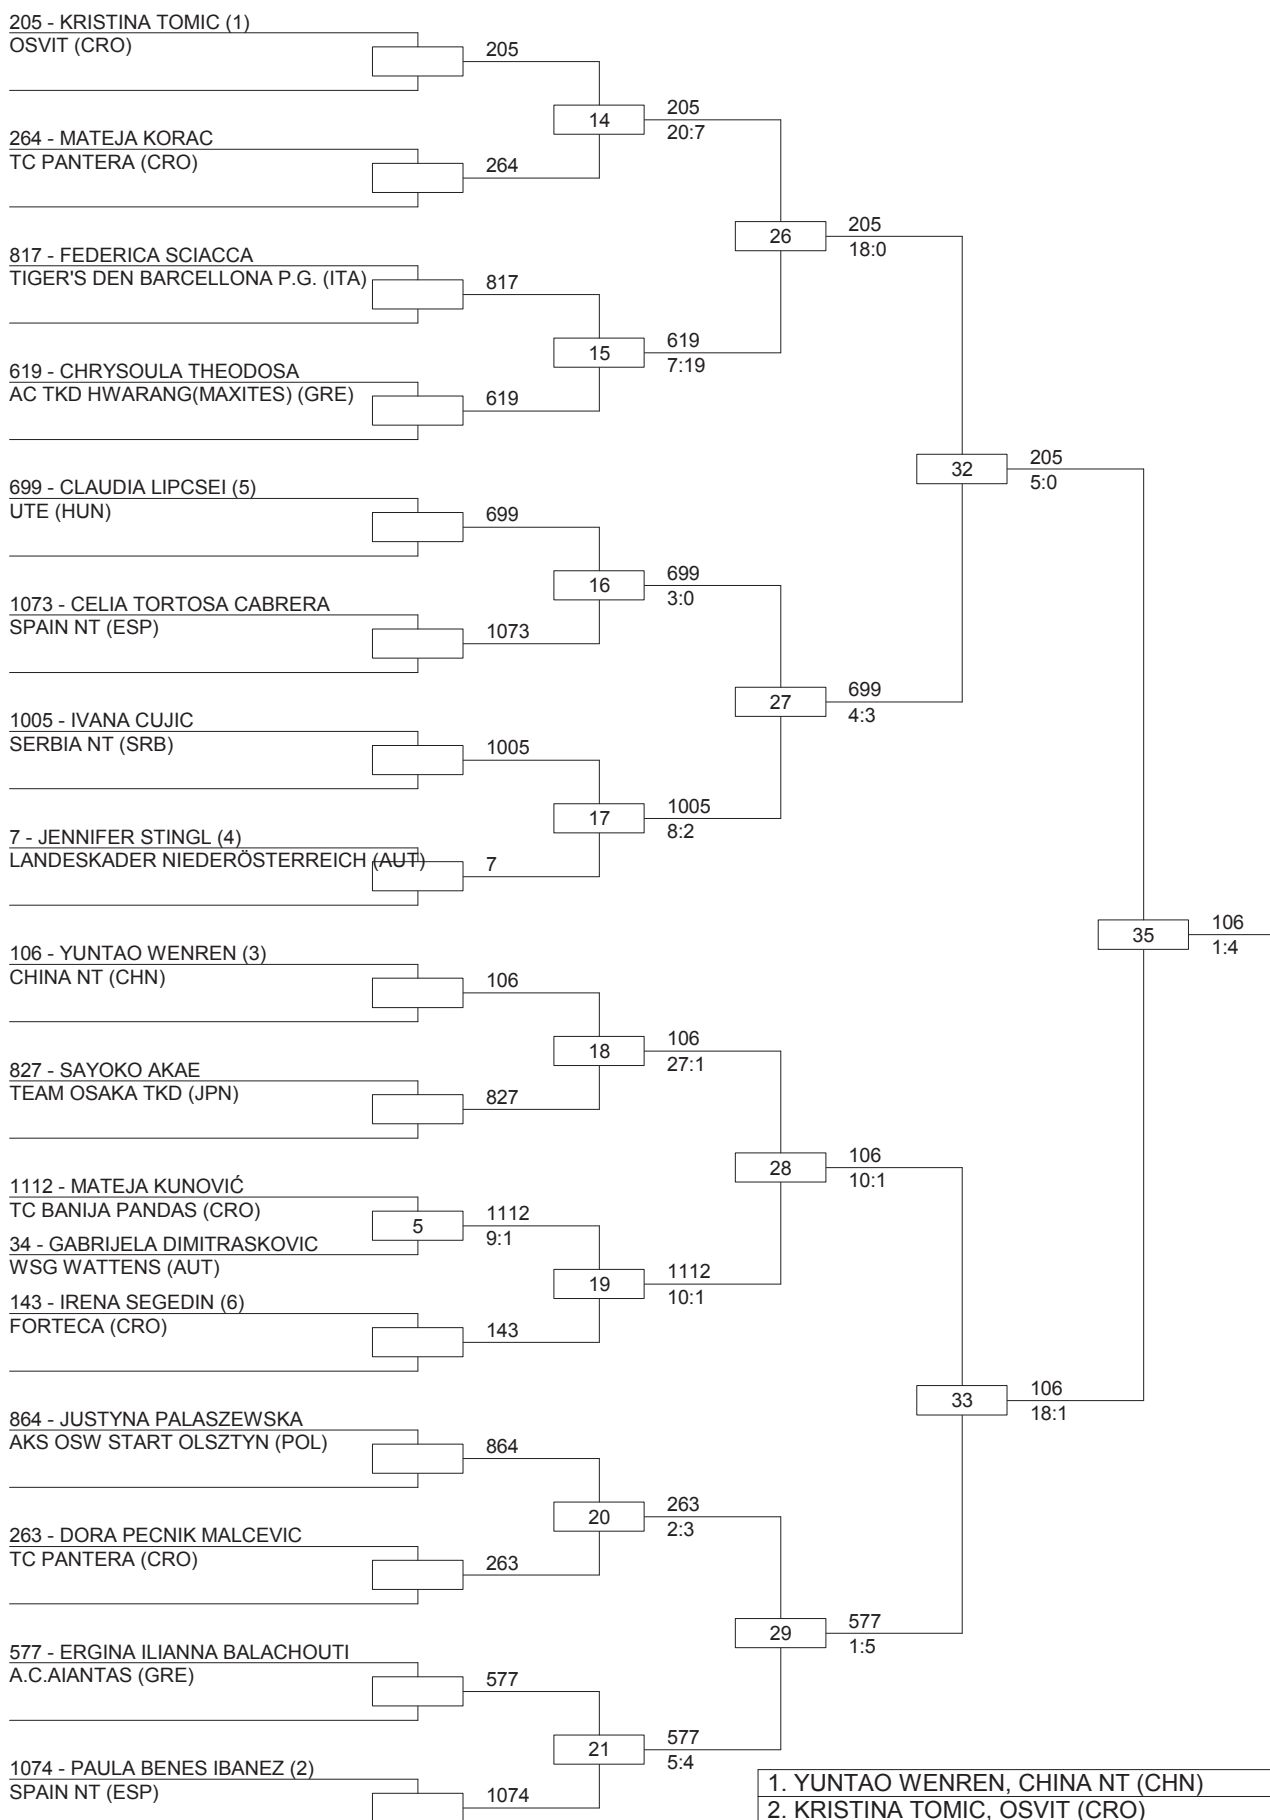 205 - KRISTINA TOMIC (1)
OSVIT (CRO)
205
14
205
20:7
264 - MATEJA KORAC
TC PANTERA (CRO)
264
26
205
18:0
817 - FEDERICA SCIACCA
TIGER'S DEN BARCELLONA P.G. (ITA)
817
15
619
7:19
619 - CHRYSOULA THEODOSA
AC TKD HWARANG(MAXITES) (GRE)
619
32
205
5:0
699 - CLAUDIA LIPCSEI (5)
UTE (HUN)
699
16
699
3:0
1073 - CELIA TORTOSA CABRERA
SPAIN NT (ESP)
1073
27
699
4:3
1005 - IVANA CUJIC
SERBIA NT (SRB)
1005
17
1005
8:2
7 - JENNIFER STINGL (4)
LANDESKADER NIEDERÖSTERREICH (AUT)
7
35
106
1:4
106 - YUNTAO WENREN (3)
CHINA NT (CHN)
106
18
106
27:1
827 - SAYOKO AKAE
TEAM OSAKA TKD (JPN)
827
28
106
10:1
1112 - MATEJA KUNOVIĆ
TC BANIJA PANDAS (CRO)
5
1112
9:1
34 - GABRIJELA DIMITRASKOVIC
WSG WATTENS (AUT)
19
1112
10:1
143 - IRENA SEGEDIN (6)
FORTECA (CRO)
143
33
106
18:1
864 - JUSTYNA PALASZEWSKA
AKS OSW START OLSZTYN (POL)
864
20
263
2:3
263 - DORA PECNIK MALCEVIC
TC PANTERA (CRO)
263
29
577
1:5
577 - ERGINA ILIANNA BALACHOUTI
A.C.AIANTAS (GRE)
577
21
577
5:4
1074 - PAULA BENES IBANEZ (2)
SPAIN NT (ESP)
1074
1. YUNTAO WENREN, CHINA NT (CHN)
2. KRISTINA TOMIC, OSVIT (CRO)